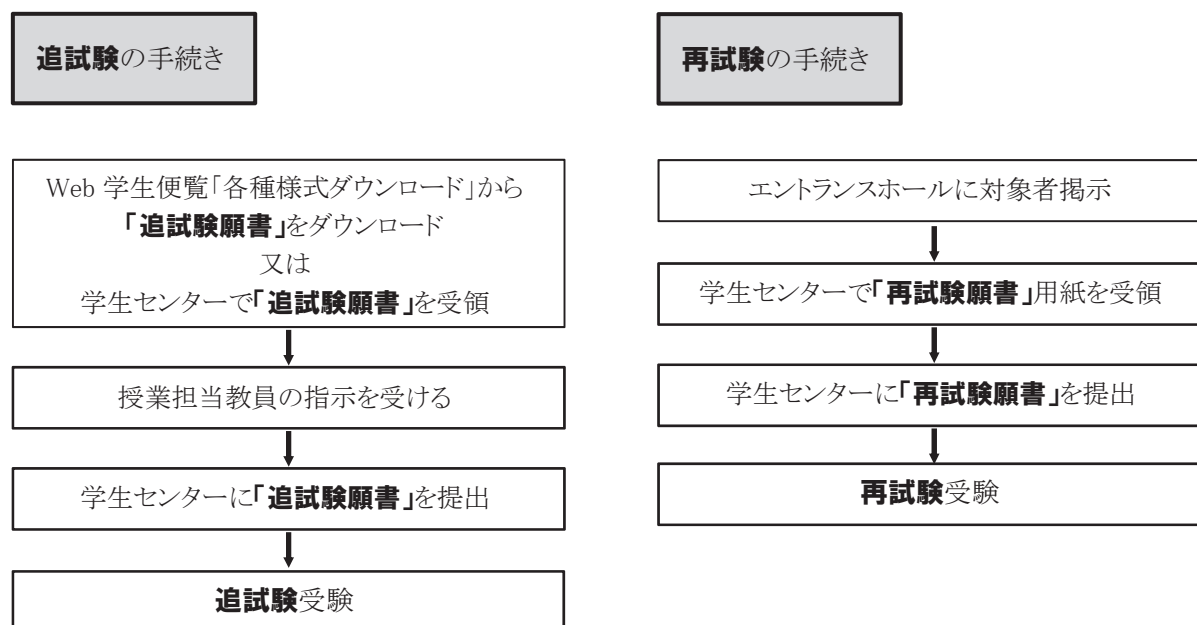 追試験の手続き
Web 学生便覧「各種様式ダウンロード」から
「追試験願書」をダウンロード
又は
学生センターで「追試験願書」を受領
授業担当教員の指示を受ける
学生センターに「追試験願書」を提出
追試験受験
再試験の手続き
エントランスホールに対象者掲示
学生センターで「再試験願書」用紙を受領
学生センターに「再試験願書」を提出
再試験受験